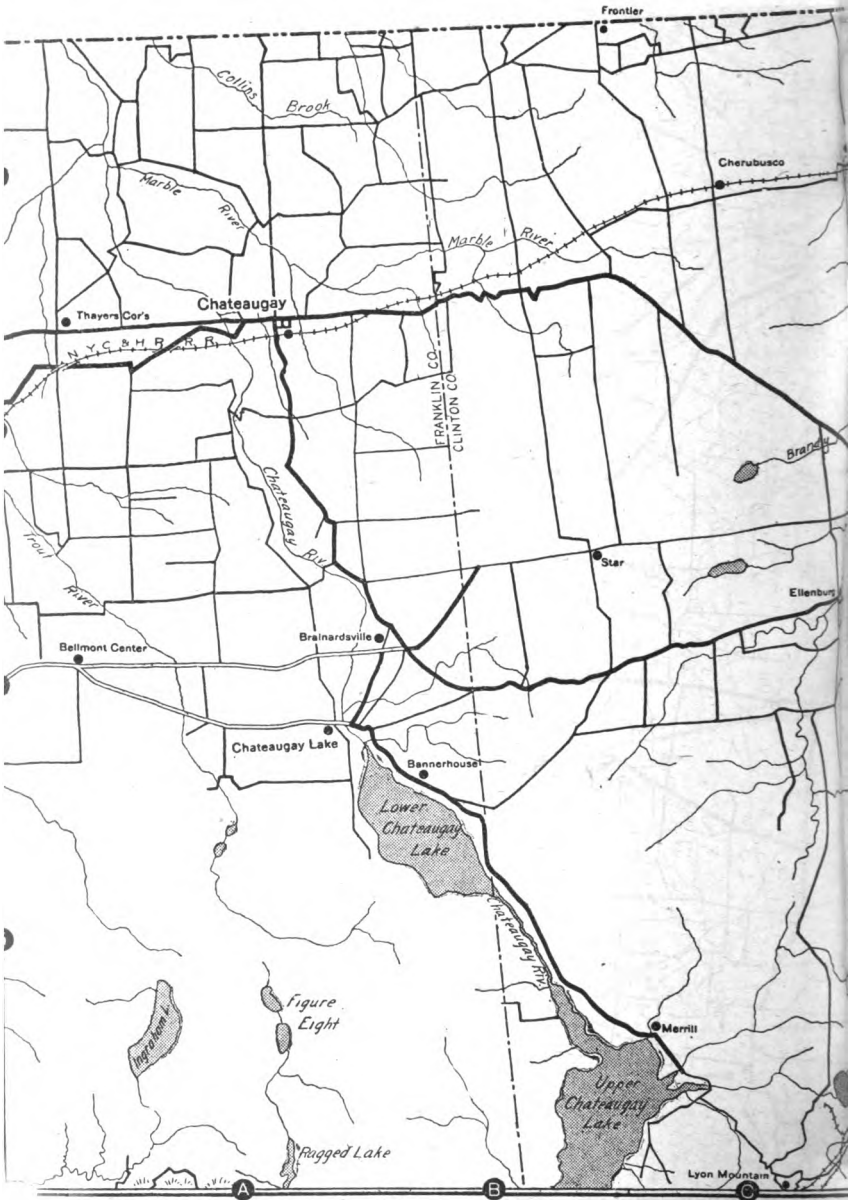 Frontier
Collins
Brook
Cherubusco
Marble
River
Marble River
Chateaugay
Thayers Cor's
N Y C & H R R R
FRANKLIN CO.
CLINTON CO.
Brandy
Chateaugay Riv
Star
Trout
River
Ellenburg
Brainardsville
Bellmont Center
Chateaugay Lake
Bannerhouse
Lower
Chateaugay
Lake
Chateaugay Riv.
Ingraham L.
Figure
Eight
Merrill
Upper
Chateaugay
Lake
Ragged Lake
Lyon Mountain
A
B
C